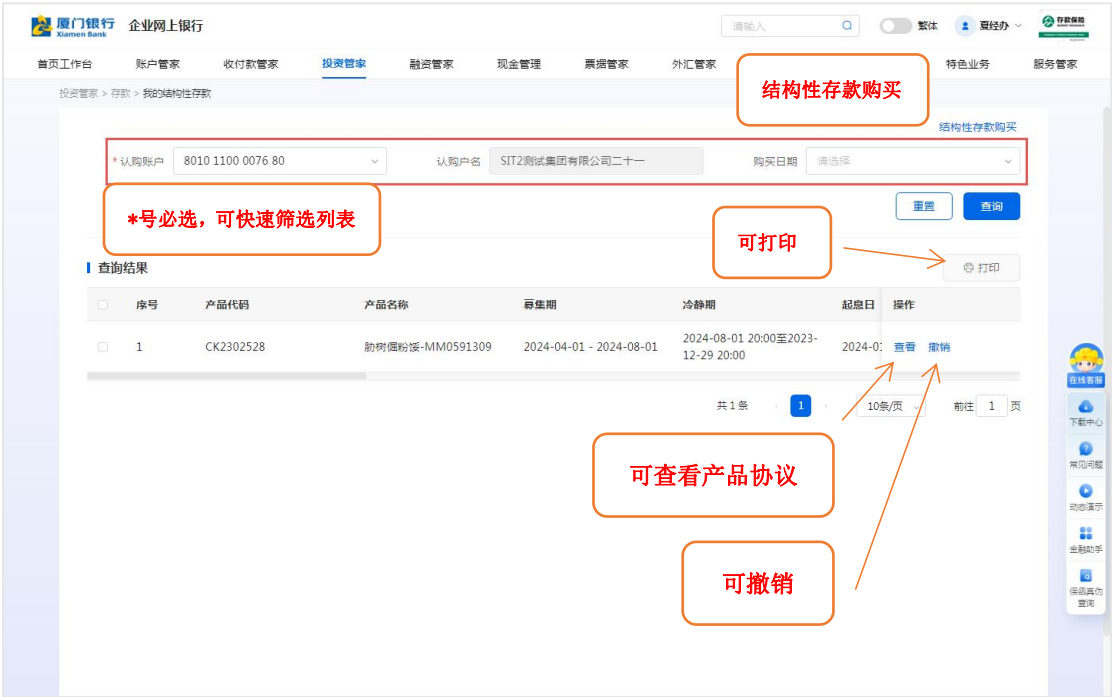 厦门银行 企业网上银行
Xiamen Bank
请输入
繁体
夏经办
存款保险
首页工作台 账户管家 收付款管家 投资管家 融资管家 现金管理 票据管家 外汇管家 特色业务 服务管家
投资管家 > 存款 > 我的结构性存款
结构性存款购买
结构性存款购买
* 认购账户 8010 1100 0076 80 认购户名 SIT2测试集团有限公司二十一 购买日期 请选择
*号必选，可快速筛选列表
重置 查询
可打印
查询结果
打印
序号 产品代码 产品名称 募集期 冷静期 起息日 操作
1 CK2302528 肋树倔粉馁-MM0591309 2024-04-01 - 2024-08-01 2024-08-01 20:00至2023-12-29 20:00 2024-01 查看 撤销
共1条 1 10条/页 前往 1 页
可查看产品协议
可撤销
在线客服
下载中心
常见问题
动态演示
金融助手
保函真伪
查询